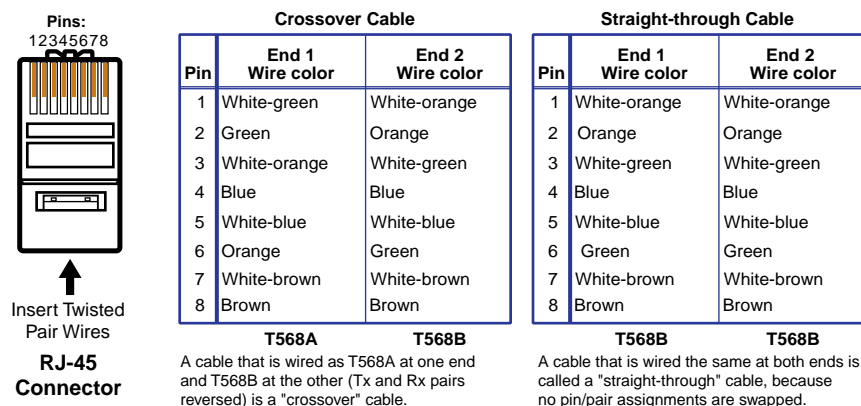 Pins:
12345678
Insert Twisted
Pair Wires
RJ-45
Connector
Crossover Cable
Pin End 1 Wire color End 2 Wire color
1 White-green White-orange
2 Green Orange
3 White-orange White-green
4 Blue Blue
5 White-blue White-blue
6 Orange Green
7 White-brown White-brown
8 Brown Brown
T568A T568B
A cable that is wired as T568A at one end
and T568B at the other (Tx and Rx pairs
reversed) is a "crossover" cable.
Straight-through Cable
Pin End 1 Wire color End 2 Wire color
1 White-orange White-orange
2 Orange Orange
3 White-green White-green
4 Blue Blue
5 White-blue White-blue
6 Green Green
7 White-brown White-brown
8 Brown Brown
T568B T568B
A cable that is wired the same at both ends is
called a "straight-through" cable, because
no pin/pair assignments are swapped.